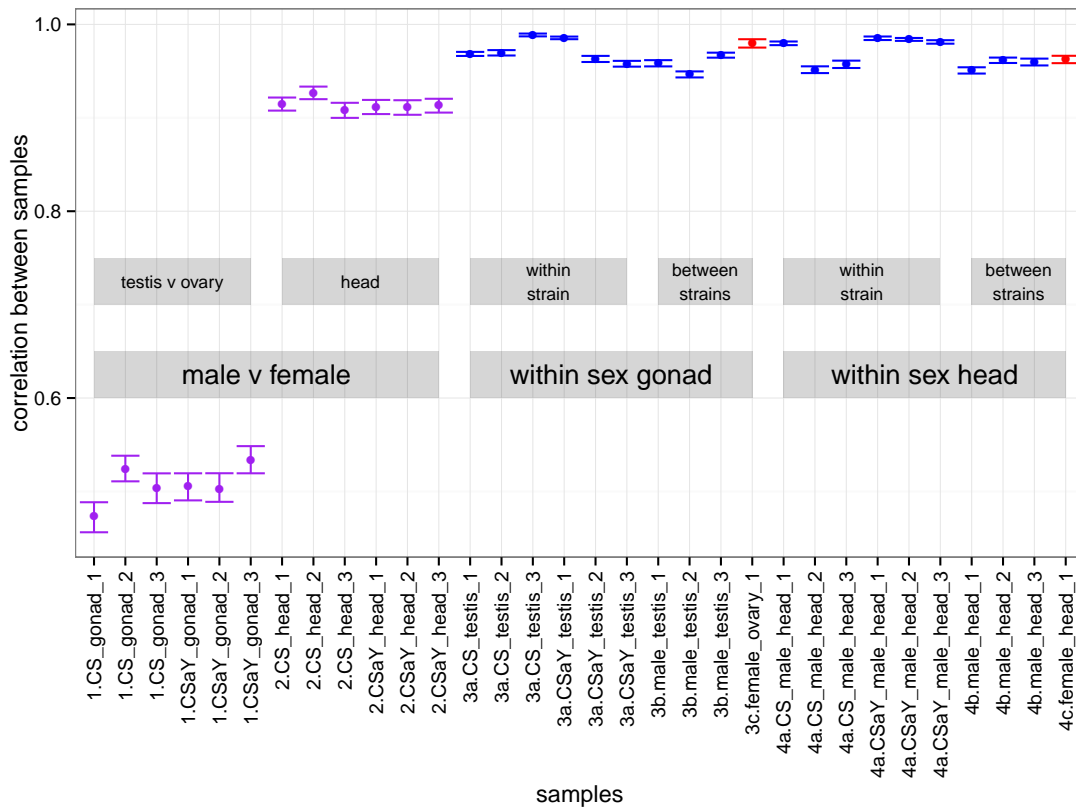 1.0
0.8
0.6
correlation between samples
testis v ovary
head
within
strain
between
strains
within
strain
between
strains
male v female
within sex gonad
within sex head
1.CS_gonad_1
1.CS_gonad_2
1.CS_gonad_3
1.CSaY_gonad_1
1.CSaY_gonad_2
1.CSaY_gonad_3
2.CS_head_1
2.CS_head_2
2.CS_head_3
2.CSaY_head_1
2.CSaY_head_2
2.CSaY_head_3
3a.CS_testis_1
3a.CS_testis_2
3a.CS_testis_3
3a.CSaY_testis_1
3a.CSaY_testis_2
3a.CSaY_testis_3
3b.male_testis_1
3b.male_testis_2
3b.male_testis_3
3c.female_ovary_1
4a.CS_male_head_1
4a.CS_male_head_2
4a.CS_male_head_3
4a.CSaY_male_head_1
4a.CSaY_male_head_2
4a.CSaY_male_head_3
4b.male_head_1
4b.male_head_2
4b.male_head_3
4c.female_head_1
samples